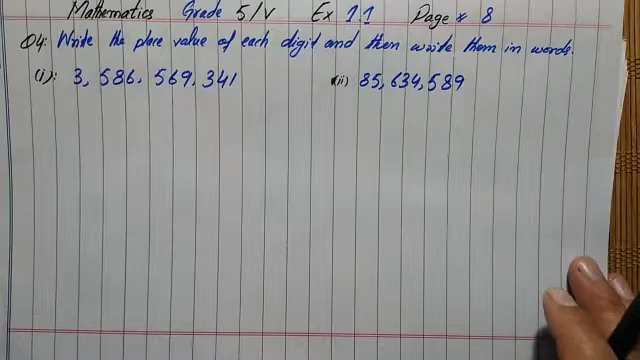 Mathematics Grade 5/V Ex 1.1 Page # 8
Q4: Write the place value of each digit and then write them in words.
(i): 3, 586, 569, 341 (ii) 85, 634, 589